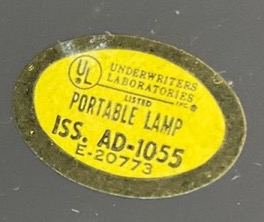 UL
UNDERWRITERS
LABORATORIES
INC.®
LISTED
PORTABLE LAMP
ISS. AD-1055
E-20773